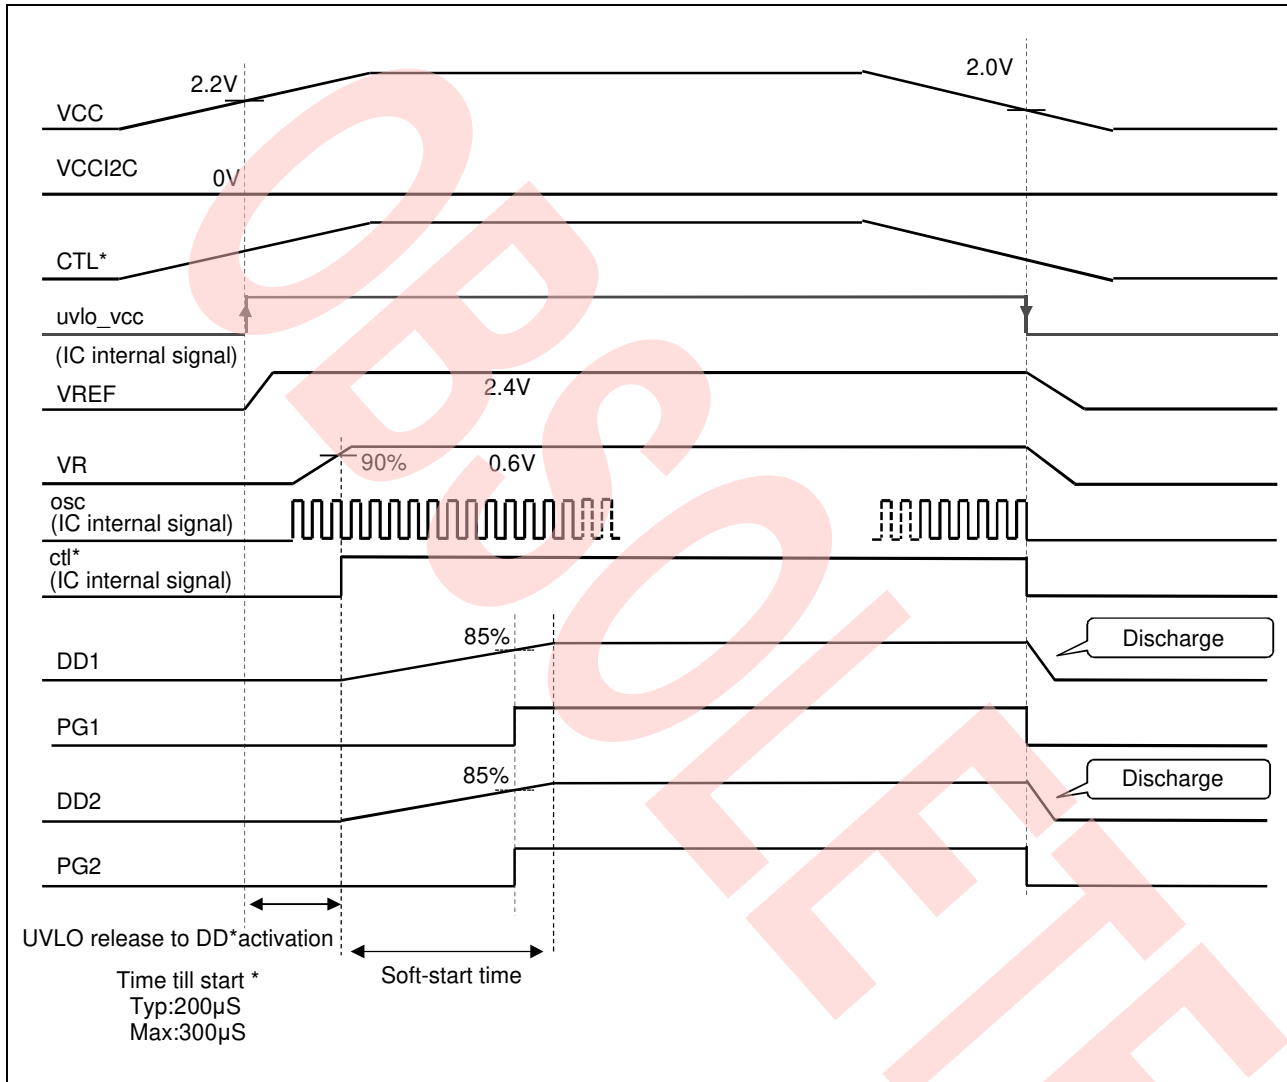 2.2V
2.0V
VCC
VCCI2C
0V
CTL*
uvlo_vcc
(IC internal signal)
VREF
2.4V
VR
90%
0.6V
osc
(IC internal signal)
ctl*
(IC internal signal)
85%
DD1
Discharge
PG1
85%
DD2
Discharge
PG2
UVLO release to DD*activation
Soft-start time
Time till start *
Typ:200µS
Max:300µS
OBSOLETE